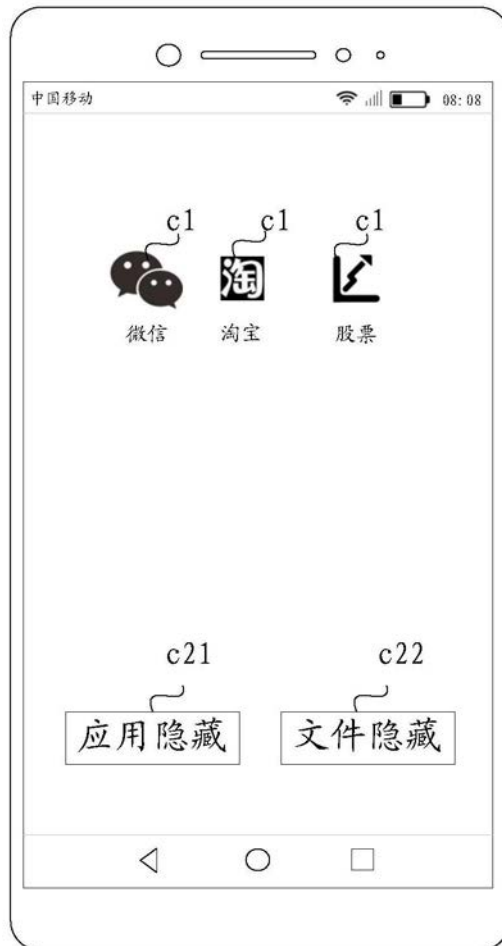 中国移动 08:08
c1 c1 c1
淘
微信 淘宝 股票
c21 c22
应用隐藏 文件隐藏